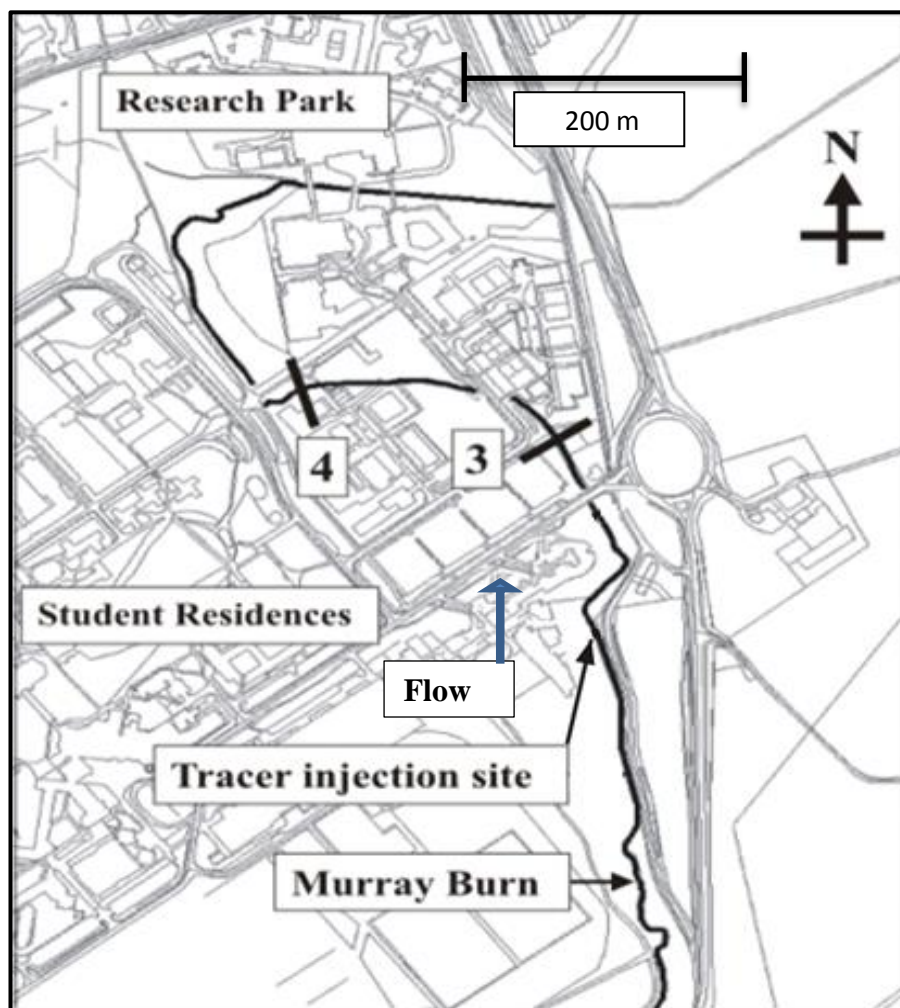 Research Park
200 m
N
4
3
Student Residences
Flow
Tracer injection site
Murray Burn